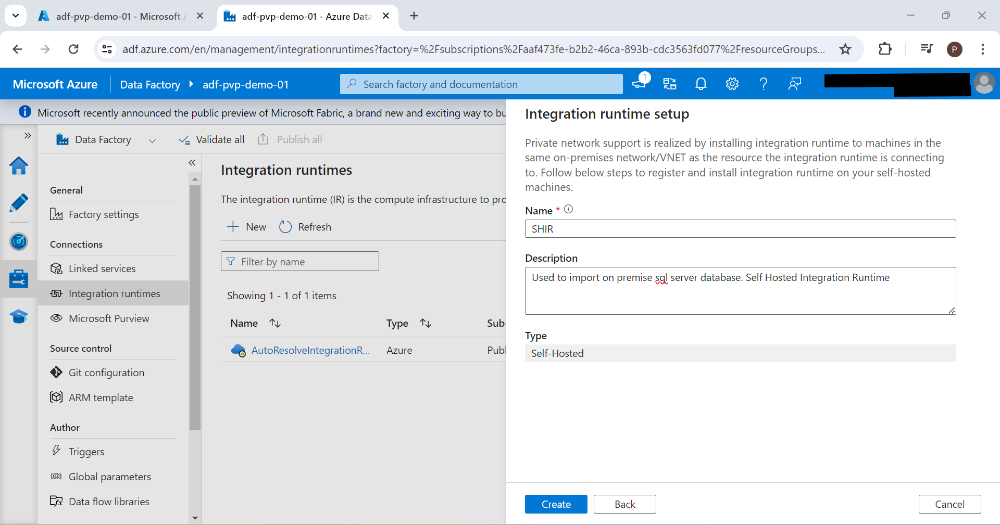 adf-pvp-demo-01 - Microsoft
adf-pvp-demo-01 - Azure Data
adf.azure.com/en/management/integrationruntimes?factory=%2Fsubscriptions%2Faaf473fe-b2b2-46ca-893b-cdc3563fd077%2FresourceGroups...
P
Microsoft Azure
Data Factory
adf-pvp-demo-01
Search factory and documentation
1
Microsoft recently announced the public preview of Microsoft Fabric, a brand new and exciting way to bu
Data Factory
Validate all
Publish all
General
Factory settings
Connections
Linked services
Integration runtimes
Microsoft Purview
Source control
Git configuration
ARM template
Author
Triggers
Global parameters
Data flow libraries
Integration runtimes
The integration runtime (IR) is the compute infrastructure to pro
New
Refresh
Filter by name
Showing 1 - 1 of 1 items
Name
Type
Sub-
AutoResolveIntegrationR...
Azure
Publ
Integration runtime setup
Private network support is realized by installing integration runtime to machines in the
same on-premises network/VNET as the resource the integration runtime is connecting
to. Follow below steps to register and install integration runtime on your self-hosted
machines.
Name *
SHIR
Description
Used to import on premise sql server database. Self Hosted Integration Runtime
Type
Self-Hosted
Create
Back
Cancel